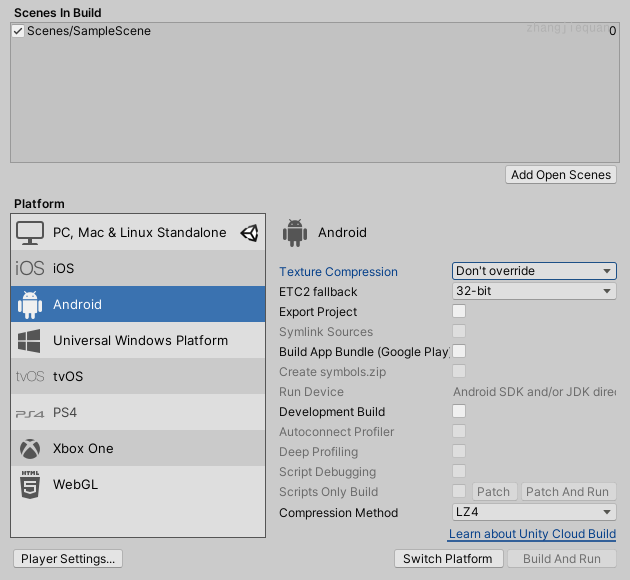 Scenes In Build
Scenes/SampleScene
0
Add Open Scenes
Platform
PC, Mac & Linux Standalone
iOS iOS
Android
Universal Windows Platform
tvOS tvOS
PS4 PS4
Xbox One
HTML 5 WebGL
Android
Texture Compression Don't override
ETC2 fallback 32-bit
Export Project
Symlink Sources
Build App Bundle (Google Play
Create symbols.zip
Run Device Android SDK and/or JDK dire
Development Build
Autoconnect Profiler
Deep Profiling
Script Debugging
Scripts Only Build Patch Patch And Run
Compression Method LZ4
Learn about Unity Cloud Build
Player Settings... Switch Platform Build And Run